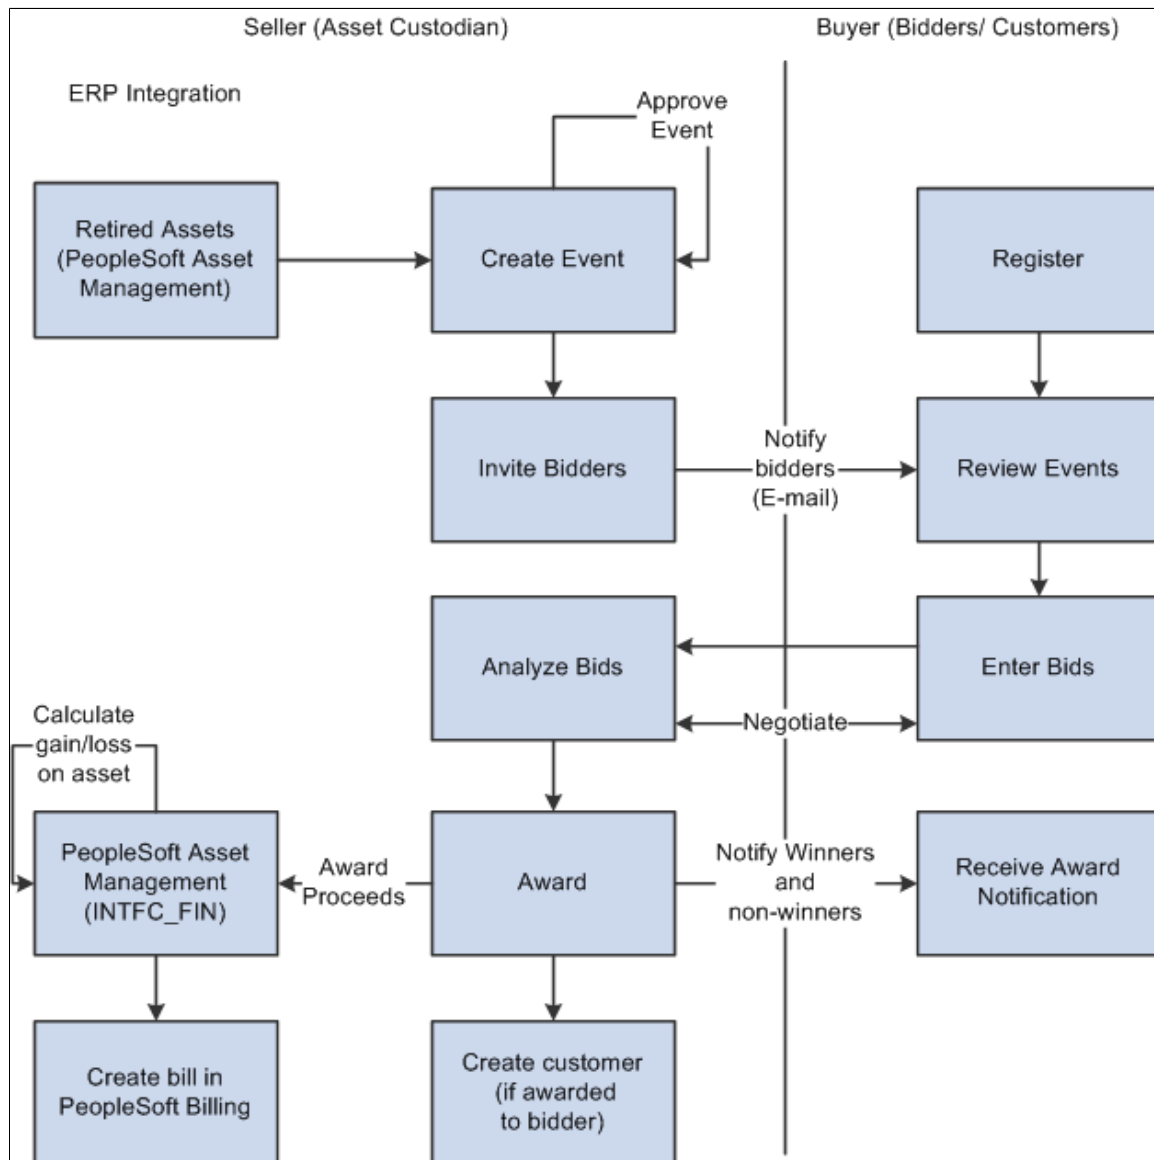 Seller (Asset Custodian)
Buyer (Bidders/ Customers)
ERP Integration
Approve
Event
Retired Assets
(PeopleSoft Asset
Management)
Create Event
Register
Invite Bidders
Notify
bidders
(E-mail)
Review Events
Analyze Bids
Enter Bids
Negotiate
Calculate
gain/loss
on asset
PeopleSoft Asset
Management
(INTFC_FIN)
Award
Proceeds
Award
Notify Winners
and
non-winners
Receive Award
Notification
Create bill in
PeopleSoft Billing
Create customer
(if awarded
to bidder)